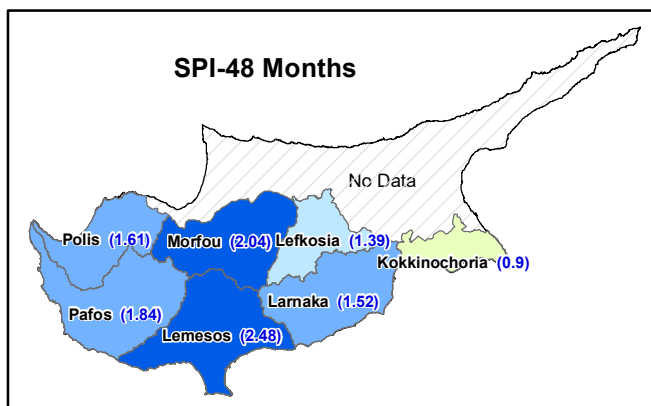 SPI-48 Months
No Data
Polis (1.61)
Morfou (2.04)
Lefkosia (1.39)
Kokkinochoria (0.9)
Pafos (1.84)
Larnaka (1.52)
Lemesos (2.48)